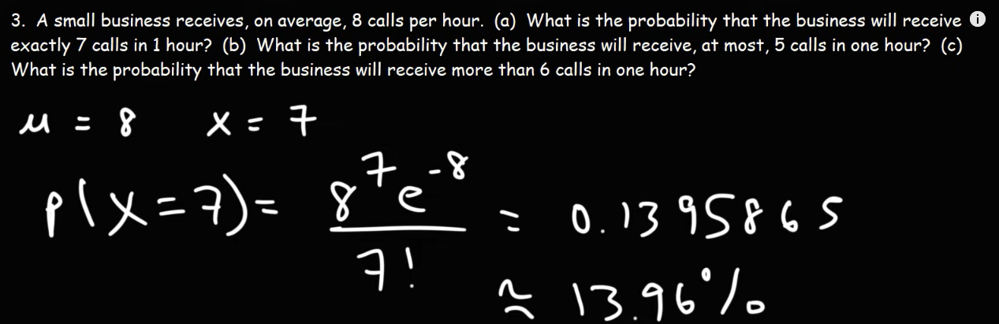 3. A small business receives, on average, 8 calls per hour. (a) What is the probability that the business will receive
exactly 7 calls in 1 hour? (b) What is the probability that the business will receive, at most, 5 calls in one hour? (c)
What is the probability that the business will receive more than 6 calls in one hour?
μ = 8 x = 7
P(X=7) = 8^7 e^-8 / 7! = 0.1395865
≈ 13.96%